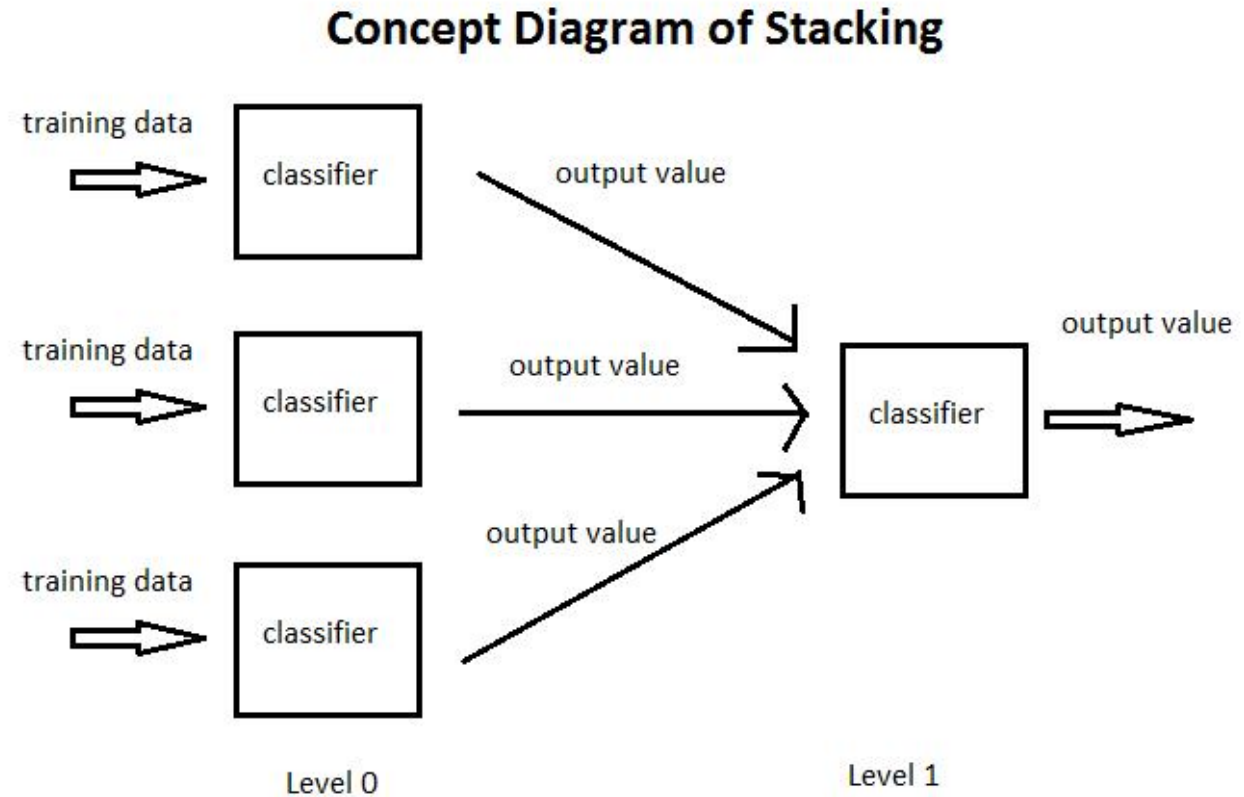 Concept Diagram of Stacking
training data
classifier
output value
training data
classifier
output value
output value
classifier
training data
classifier
output value
Level 0
Level 1